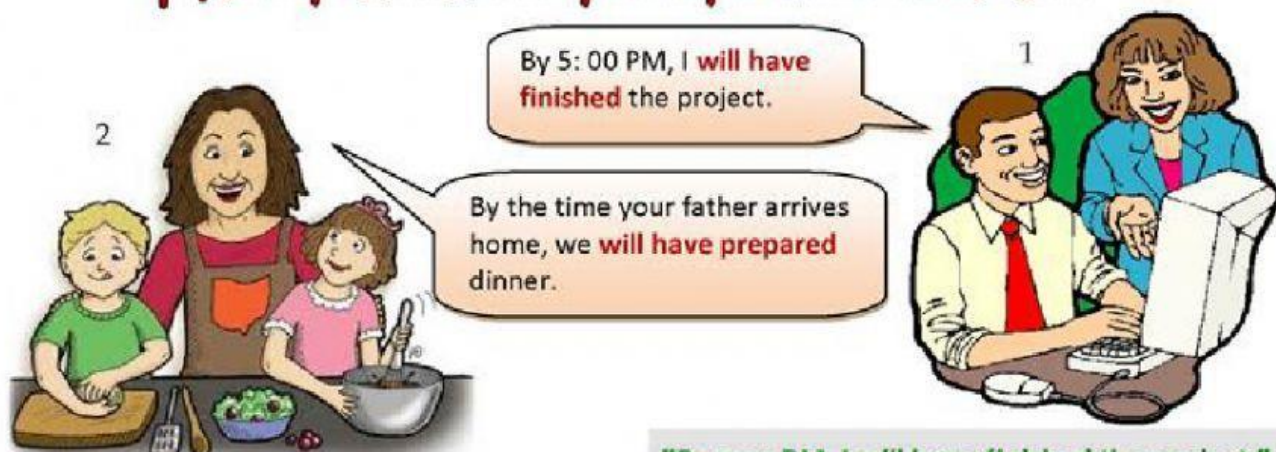 1
By 5: 00 PM, I will have
finished the project.
2
By the time your father arrives
home, we will have prepared
dinner.